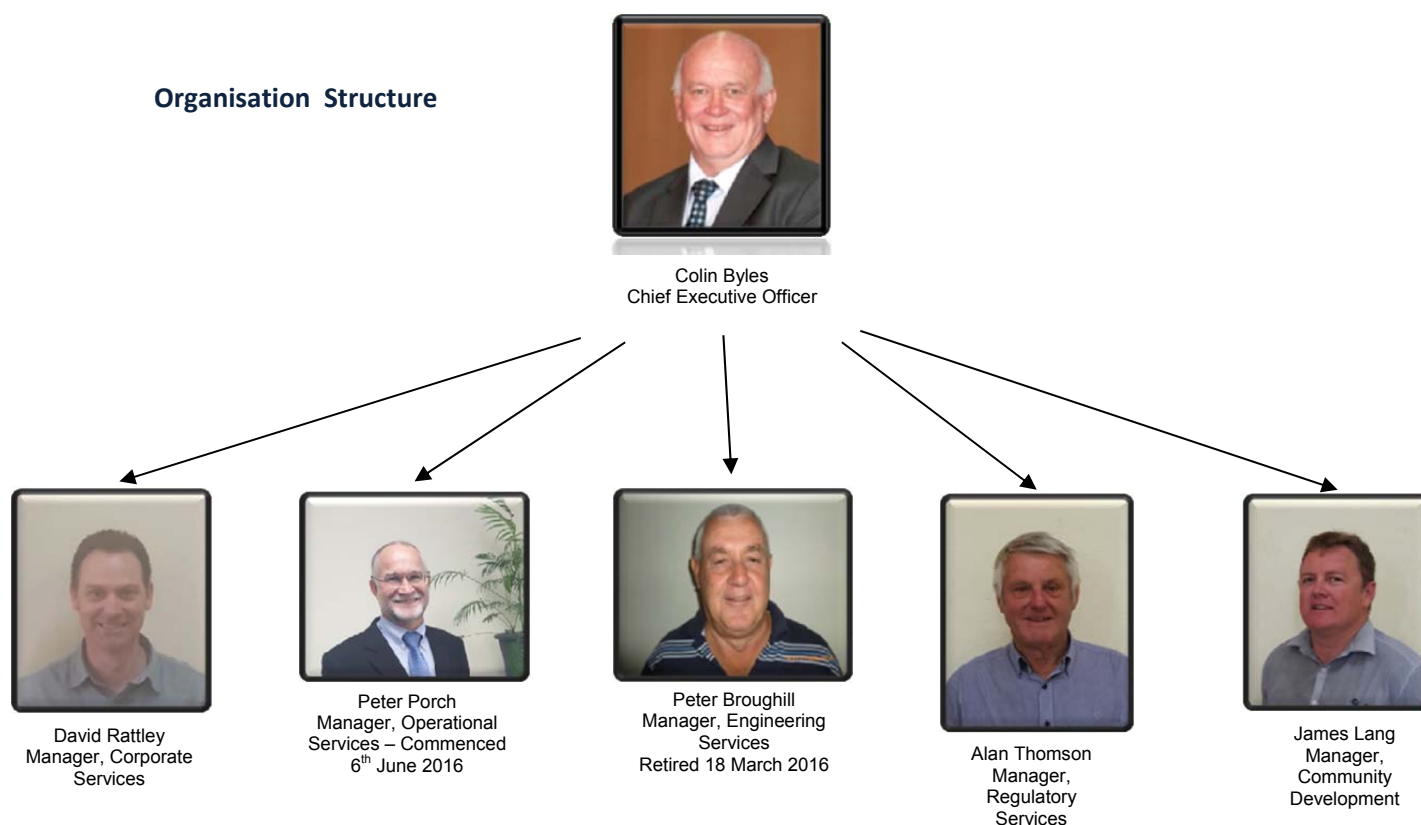 Organisation Structure
Colin Byles
Chief Executive Officer
David Rattley
Manager, Corporate
Services
Peter Porch
Manager, Operational
Services – Commenced
6th June 2016
Peter Broughill
Manager, Engineering
Services
Retired 18 March 2016
Alan Thomson
Manager,
Regulatory
Services
James Lang
Manager,
Community
Development